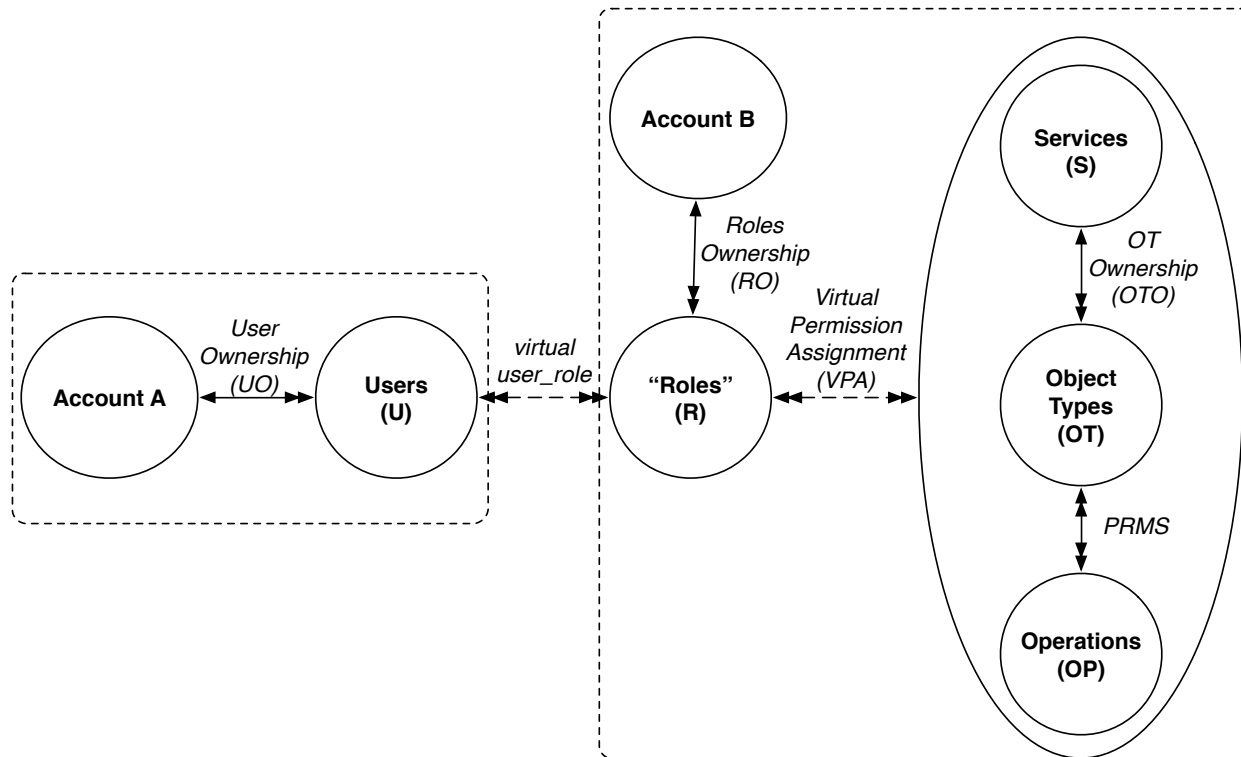 Account B
Services
(S)
Roles
Ownership
(RO)
OT
Ownership
(OTO)
User
Ownership
(UO)
virtual
user_role
Virtual
Permission
Assignment
(VPA)
Account A
Users
(U)
“Roles”
(R)
Object
Types
(OT)
PRMS
Operations
(OP)